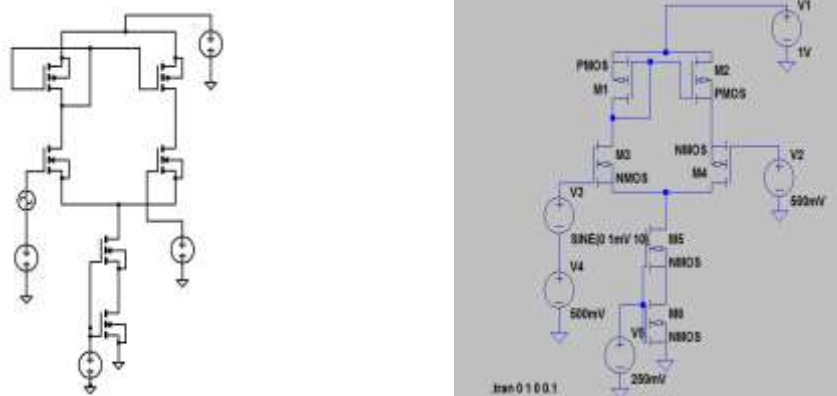 V1
1V
PMOS
M1
M2
PMOS
M3
NMOS
NMOS
M4
V2
500mV
V3
SINE(0 1mV 10)
V4
500mV
M5
NMOS
M6
NMOS
V5
250mV
.tran 0 1 0 0.1